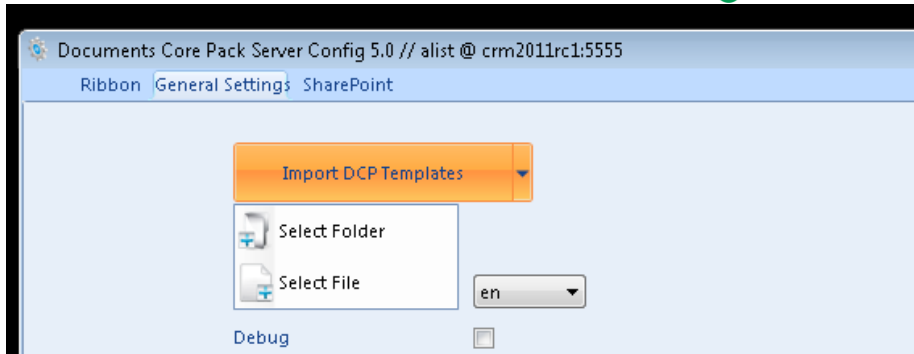 Documents Core Pack Server Config 5.0 // alist @ crm2011rc1:5555
Ribbon General Settings SharePoint
Import DCP Templates
Select Folder
Select File
en
Debug